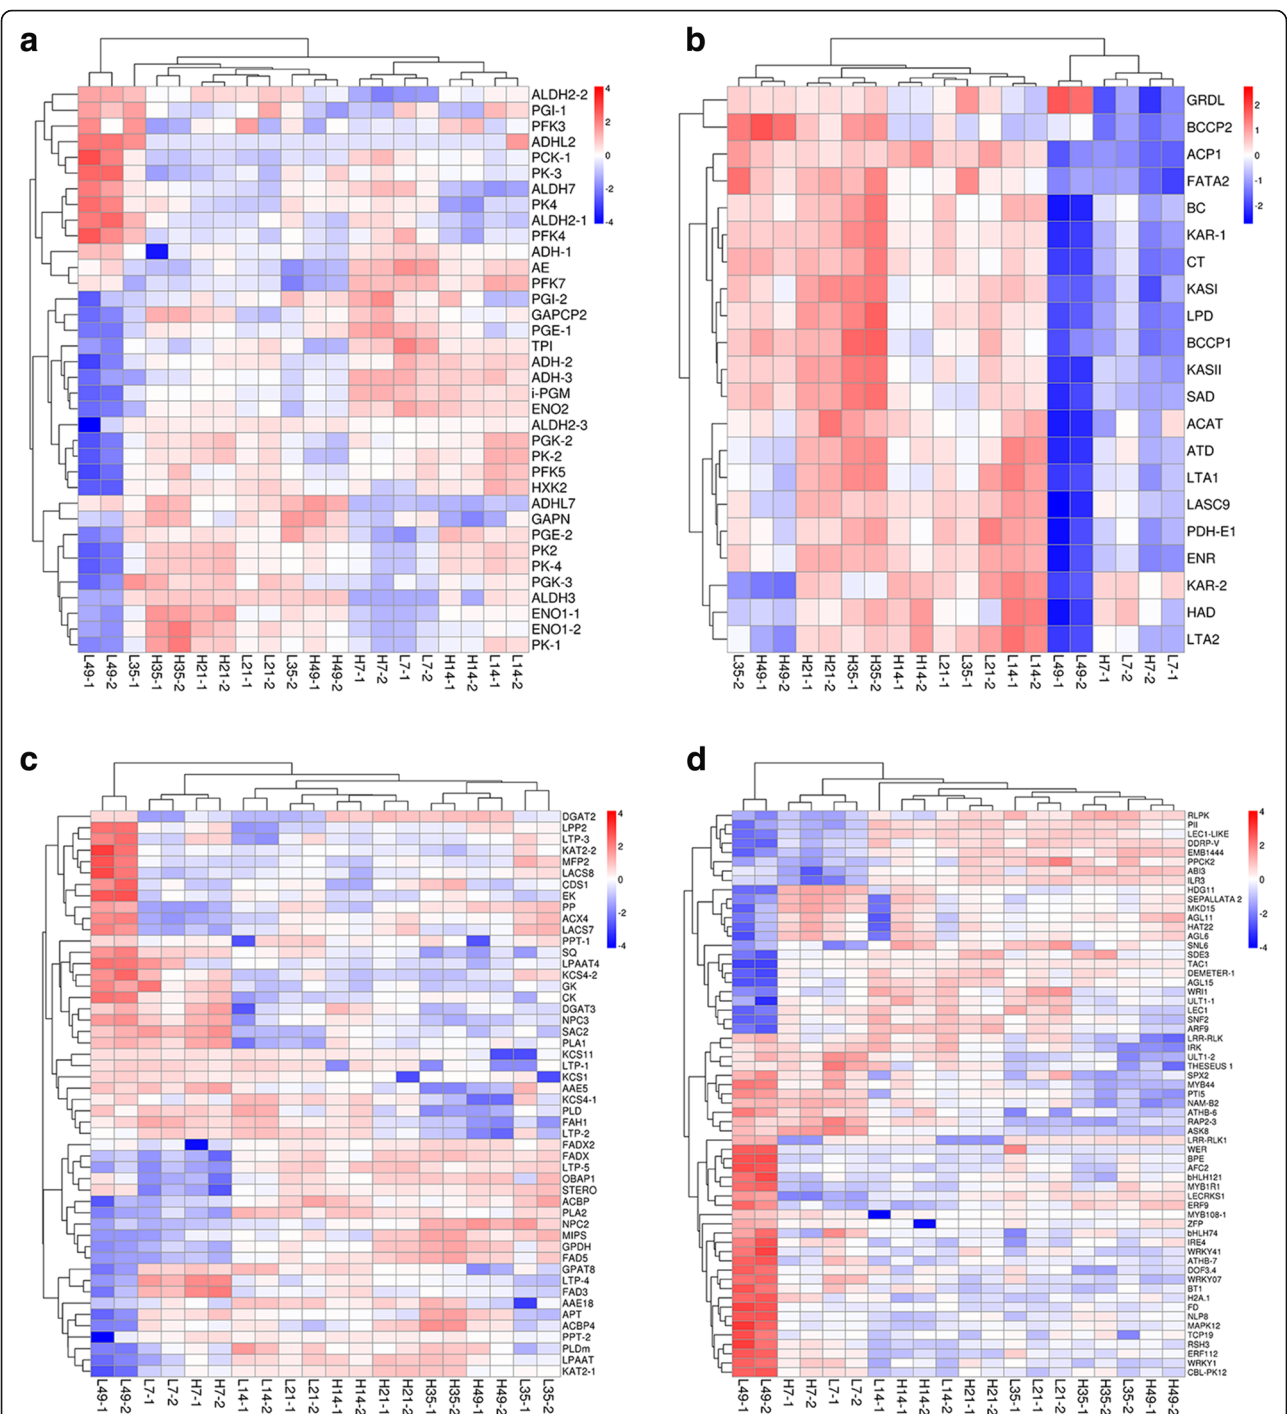 a
ALDH2-2
PGI-1
PFK3
ADHL2
PCK-1
PK-3
ALDH7
PK4
ALDH2-1
PFK4
ADH-1
AE
PFK7
PGI-2
GAPCP2
PGE-1
TPI
ADH-2
ADH-3
i-PGM
ENO2
ALDH2-3
PGK-2
PK-2
PFK5
HXK2
ADHL7
GAPN
PGE-2
PK2
PK-4
PGK-3
ALDH3
ENO1-1
ENO1-2
PK-1
4
2
0
-2
-4
L49-1
L49-2
L35-1
H35-1
H35-2
H21-1
H21-2
L21-1
L21-2
L35-2
H49-1
H49-2
H7-1
H7-2
L7-1
L7-2
H14-1
H14-2
L14-1
L14-2
b
GRDL
BCCP2
ACP1
FATA2
BC
KAR-1
CT
KASI
LPD
BCCP1
KASII
SAD
ACAT
ATD
LTA1
LASC9
PDH-E1
ENR
KAR-2
HAD
LTA2
2
1
0
-1
-2
L35-2
H49-1
H49-2
H21-1
H21-2
H35-1
H35-2
H14-1
H14-2
L21-1
L35-1
L21-2
L14-1
L14-2
L49-1
L49-2
H7-1
L7-2
H7-2
L7-1
c
DGAT2
LPP2
LTP-3
KAT2-2
MFP2
LACS8
CDS1
EK
PP
ACX4
LACS7
PPT-1
SQ
LPAAT4
KCS4-2
GK
CK
DGAT3
NPC3
SAC2
PLA1
KCS11
LTP-1
KCS1
AAE5
KCS4-1
PLD
FAH1
LTP-2
FADX2
FADX
LTP-5
OBAP1
STERO
ACBP
PLA2
NPC2
MIPS
GPDH
FAD5
GPAT8
LTP-4
FAD3
AAE18
APT
ACBP4
PPT-2
PLDm
LPAAT
KAT2-1
4
2
0
-2
-4
L49-1
L49-2
L7-1
L7-2
H7-1
H7-2
L14-1
L14-2
L21-1
L21-2
H14-1
H14-2
H21-1
H21-2
H35-1
H35-2
H49-1
H49-2
L35-1
L35-2
d
RLPK
PII
LEC1-LIKE
DDRP-V
EMB1444
PPCK2
ABI3
ILR3
HDG11
SEPALLATA 2
MKD15
AGL11
HAT22
AGL6
SNL6
SDE3
TAC1
DEMETER-1
AGL15
WRI1
ULT1-1
LEC1
SNF2
ARF9
LRR-RLK
IRK
ULT1-2
THESEUS 1
SPX2
MYB44
PTI5
NAM-B2
ATHB-6
RAP2-3
ASK8
LRR-RLK1
WER
BPE
AFC2
bHLH121
MYB1R1
LECRKS1
ERF9
MYB108-1
ZFP
bHLH74
IRE4
WRKY41
ATHB-7
DOF3.4
WRKY07
BT1
H2A.1
FD
NLP8
MAPK12
TCP19
RSH3
ERF112
WRKY1
CBL-PK12
4
2
0
-2
-4
L49-1
L49-2
H7-1
H7-2
L7-1
L7-2
L14-1
H14-1
H14-2
L14-2
H21-1
H21-2
L35-1
L21-1
L21-2
H35-1
H35-2
L35-2
H49-1
H49-2